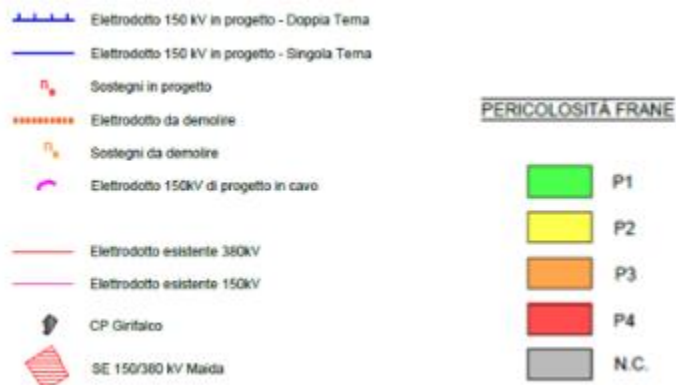 Elettrodotto 150 kV in progetto - Doppia Terna
Elettrodotto 150 kV in progetto - Singola Terna
n.
Sostegni in progetto
Elettrodotto da demolire
n.
Sostegni da demolire
Elettrodotto 150kV di progetto in cavo
Elettrodotto esistente 380kV
Elettrodotto esistente 150kV
CP Girifalco
SE 150/380 kV Maida
PERICOLOSITÀ FRANE
P1
P2
P3
P4
N.C.